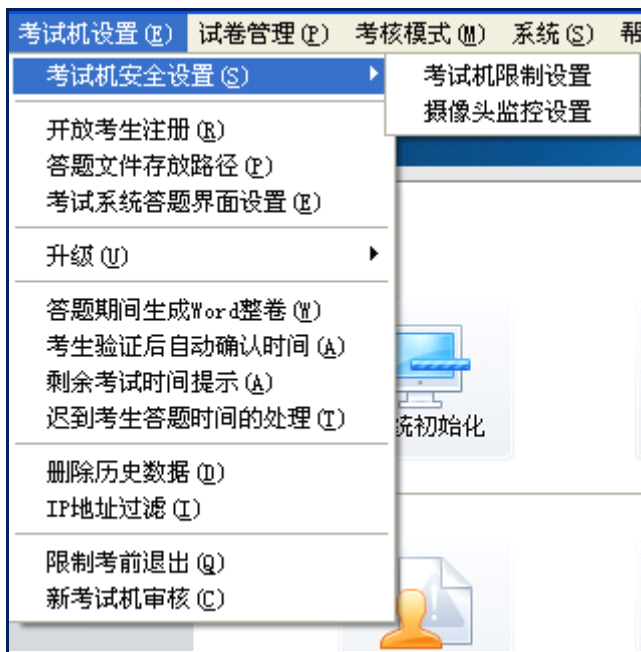 考试机设置(E) 试卷管理(P) 考核模式(M) 系统(S) 帮
考试机安全设置(S)
考试机限制设置
摄像头监控设置
开放考生注册(R)
答题文件存放路径(P)
考试系统答题界面设置(E)
升级(U)
答题期间生成Word整卷(W)
考生验证后自动确认时间(A)
剩余考试时间提示(A)
迟到考生答题时间的处理(T)
统初始化
删除历史数据(D)
IP地址过滤(I)
限制考前退出(Q)
新考试机审核(C)